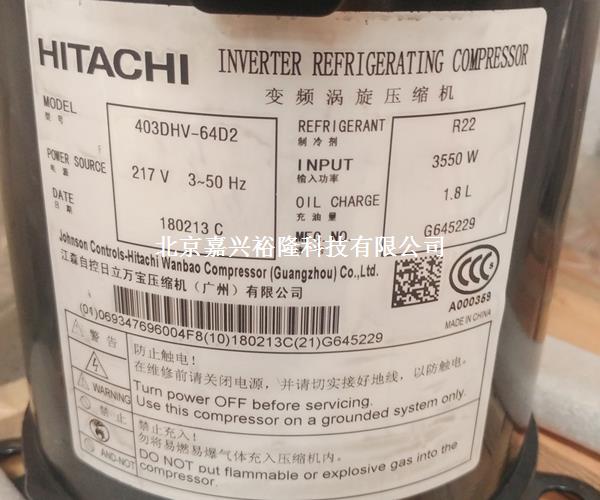 HITACHI
INVERTER REFRIGERATING COMPRESSOR
变频涡旋压缩机
MODEL
型号
403DHV-64D2
REFRIGERANT
制冷剂
R22
POWER SOURCE
电源
217 V 3~50 Hz
INPUT
输入功率
3550 W
DATE
日期
180213 C
OIL CHARGE
充油量
1.8 L
MFG.NO
G645229
北京嘉兴裕隆科技有限公司
Johnson Controls-Hitachi Wanbao Compressor (Guangzhou) Co.,Ltd.
江森自控日立万宝压缩机（广州）有限公司
CCC
A000359
MADE IN CHINA
(01)069347696004F8(10)180213C(21)G645229
警告
WARNING
防止触电!
在维修前请关闭电源，并请切实接好地线，以防触电。
Turn power OFF before servicing.
Use this compressor on a grounded system only.
禁止
AND-NOT
禁止充入!
勿将易燃易爆气体充入压缩机内。
DO NOT put flammable or explosive gas into the
compressor.